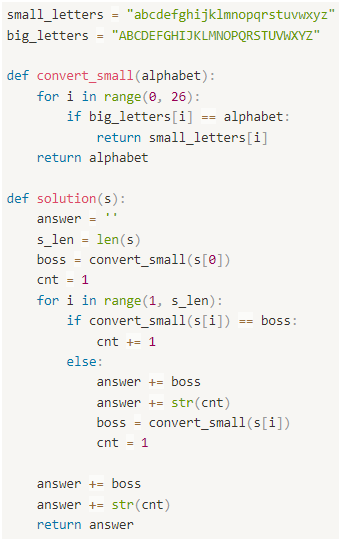 small_letters = "abcdefghijklmnopqrstuvwxyz"
big_letters = "ABCDEFGHIJKLMNOPQRSTUVWXYZ"

def convert_small(alphabet):
    for i in range(0, 26):
        if big_letters[i] == alphabet:
            return small_letters[i]
    return alphabet

def solution(s):
    answer = ''
    s_len = len(s)
    boss = convert_small(s[0])
    cnt = 1
    for i in range(1, s_len):
        if convert_small(s[i]) == boss:
            cnt += 1
        else:
            answer += boss
            answer += str(cnt)
            boss = convert_small(s[i])
            cnt = 1

    answer += boss
    answer += str(cnt)
    return answer